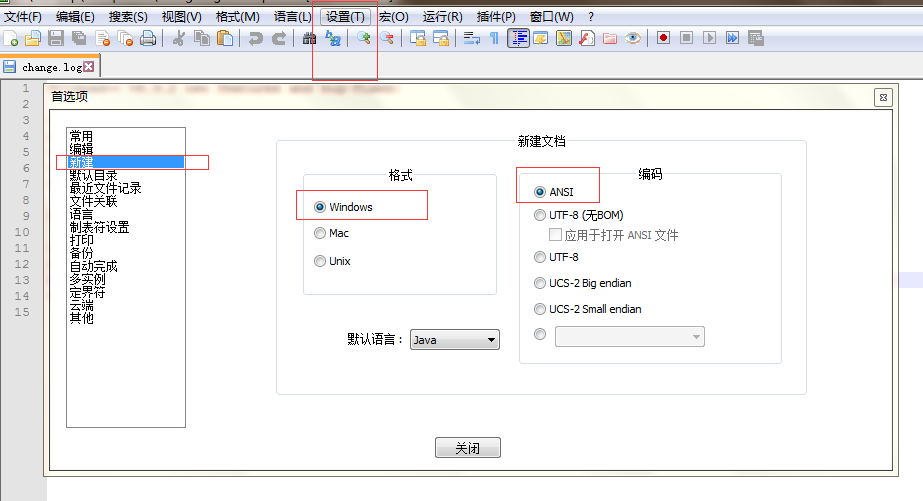 文件(F) 编辑(E) 搜索(S) 视图(V) 格式(M) 语言(L) 设置(T) 宏(O) 运行(R) 插件(P) 窗口(W) ?
change.log
1
2
3
4
5
6
7
8
9
10
11
12
13
14
15
首选项
常用
编辑
新建
默认目录
最近文件记录
文件关联
语言
制表符设置
打印
备份
自动完成
多实例
定界符
云端
其他
新建文档
格式
Windows
Mac
Unix
默认语言：
Java
编码
ANSI
UTF-8 (无BOM)
应用于打开 ANSI 文件
UTF-8
UCS-2 Big endian
UCS-2 Small endian
关闭